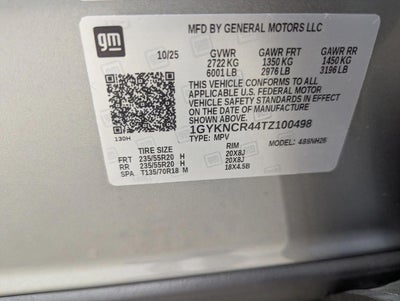 gm
MFD BY GENERAL MOTORS LLC
10/25 GVWR GAWR FRT GAWR RR
2722 KG 1350 KG 1450 KG
6001 LB 2976 LB 3196 LB
THIS VEHICLE CONFORMS TO ALL
APPLICABLE U.S. FEDERAL MOTOR
VEHICLE SAFETY STANDARDS IN EFFECT
ON THE DATE OF MANUFACTURE
SHOWN ABOVE.
1GYKNCR44TZ100498
130H
TYPE: MPV MODEL: 486NH26
TIRE SIZE RIM
FRT 235/55R20 H 20X8J
RR 235/55R20 H 20X8J
SPA T135/70R18 M 18X4.5B